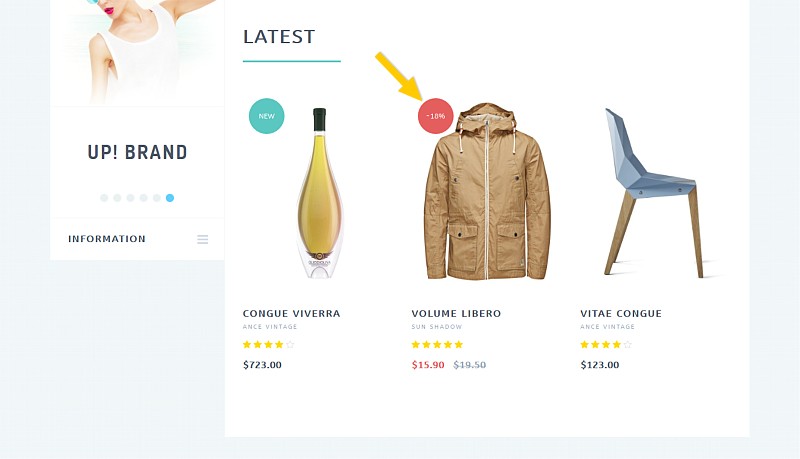 LATEST
NEW
-18%
UP! BRAND
INFORMATION
CONGUE VIVERRA
ANCE VINTAGE
$723.00
VOLUME LIBERO
SUN SHADOW
$15.90 $19.50
VITAE CONGUE
ANCE VINTAGE
$123.00